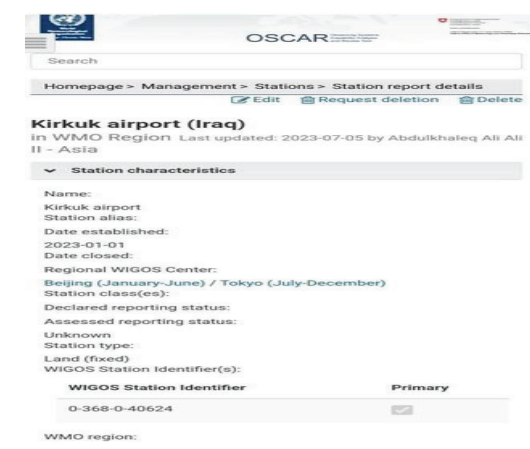 OSCAR
Search
Homepage > Management > Stations > Station report details
Edit Request deletion Delete
Kirkuk airport (Iraq)
in WMO Region Last updated: 2023-07-05 by Abdulkhaleq Ali Ali
II - Asia
Station characteristics
Name:
Kirkuk airport
Station alias:
Date established:
2023-01-01
Date closed:
Regional WIGOS Center:
Beijing (January-June) / Tokyo (July-December)
Station class(es):
Declared reporting status:
Assessed reporting status:
Unknown
Station type:
Land (fixed)
WIGOS Station Identifier(s):
WIGOS Station Identifier Primary
0-368-0-40624
WMO region: